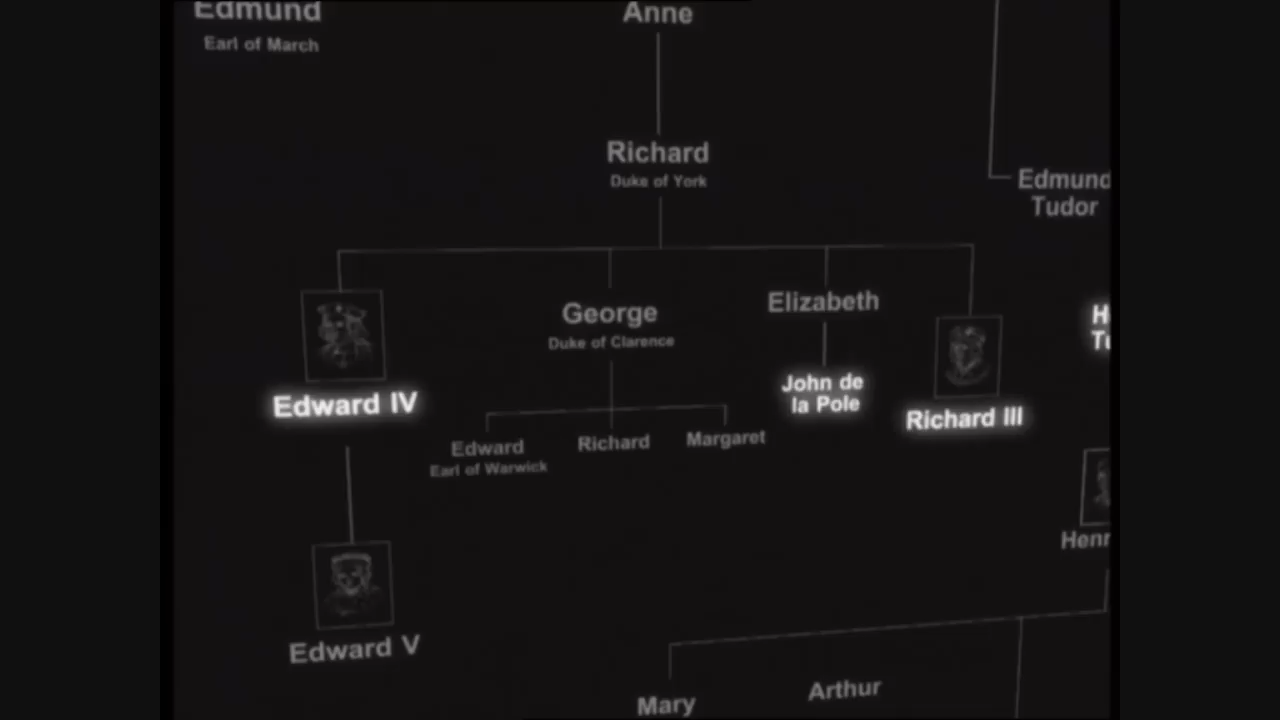 Edmund
Earl of March
Anne
Richard
Duke of York
Edmund
Tudor
George
Duke of Clarence
Elizabeth
John de
la Pole
Edward IV
Richard III
Edward
Earl of Warwick
Richard
Margaret
Edward V
Mary
Arthur